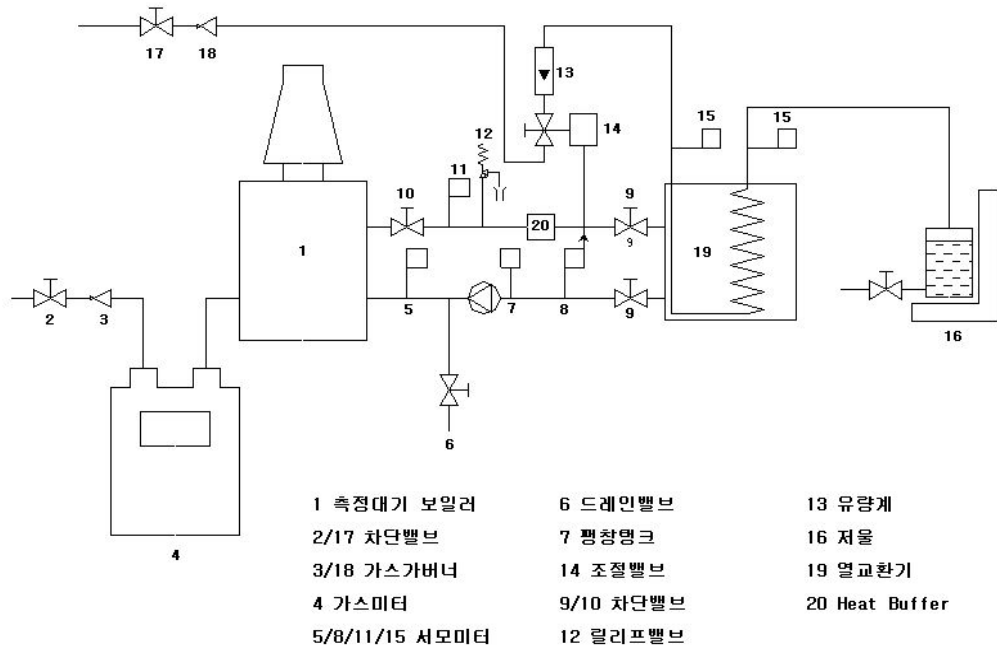 17 18
13
15 15
12
14
11
10 9
20
9
1
19
2 3
5 7 8 9
16
6
4
1 측정대기 보일러 6 드레인밸브 13 유량계
2/17 차단밸브 7 팽창탱크 16 저울
3/18 가스가버너 14 조절밸브 19 열교환기
4 가스미터 9/10 차단밸브 20 Heat Buffer
5/8/11/15 서모미터 12 릴리프밸브